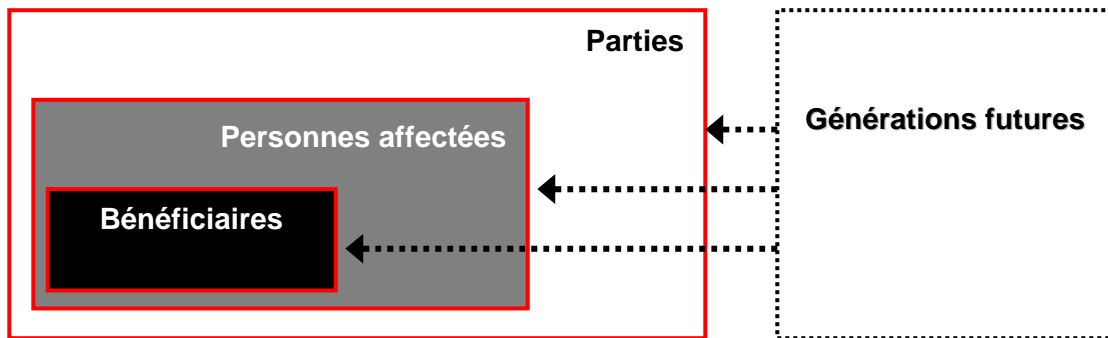 Parties
Générations futures
Personnes affectées
Bénéficiaires